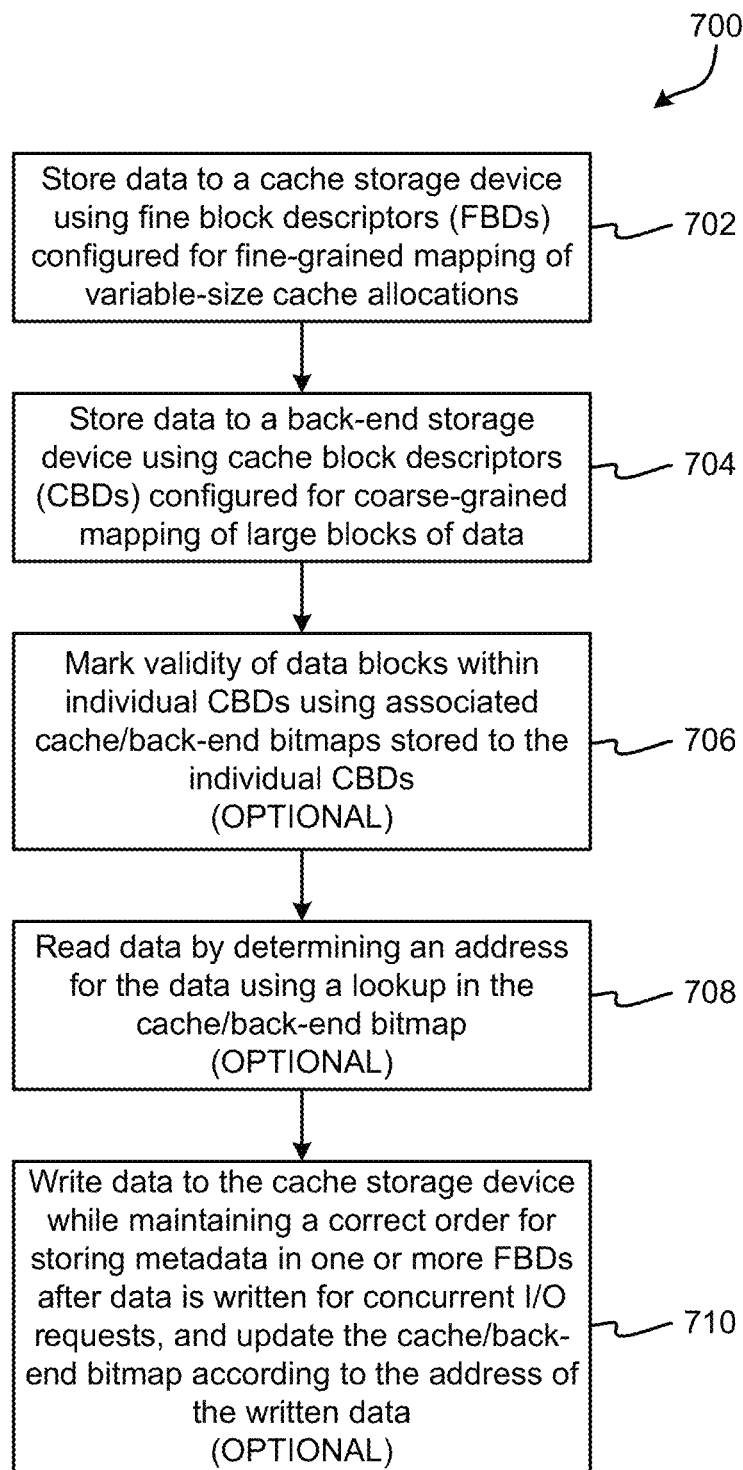 700
Store data to a cache storage device
using fine block descriptors (FBDs)
configured for fine-grained mapping of
variable-size cache allocations
702
Store data to a back-end storage
device using cache block descriptors
(CBDs) configured for coarse-grained
mapping of large blocks of data
704
Mark validity of data blocks within
individual CBDs using associated
cache/back-end bitmaps stored to the
individual CBDs
(OPTIONAL)
706
Read data by determining an address
for the data using a lookup in the
cache/back-end bitmap
(OPTIONAL)
708
Write data to the cache storage device
while maintaining a correct order for
storing metadata in one or more FBDs
after data is written for concurrent I/O
requests, and update the cache/back-
end bitmap according to the address of
the written data
(OPTIONAL)
710